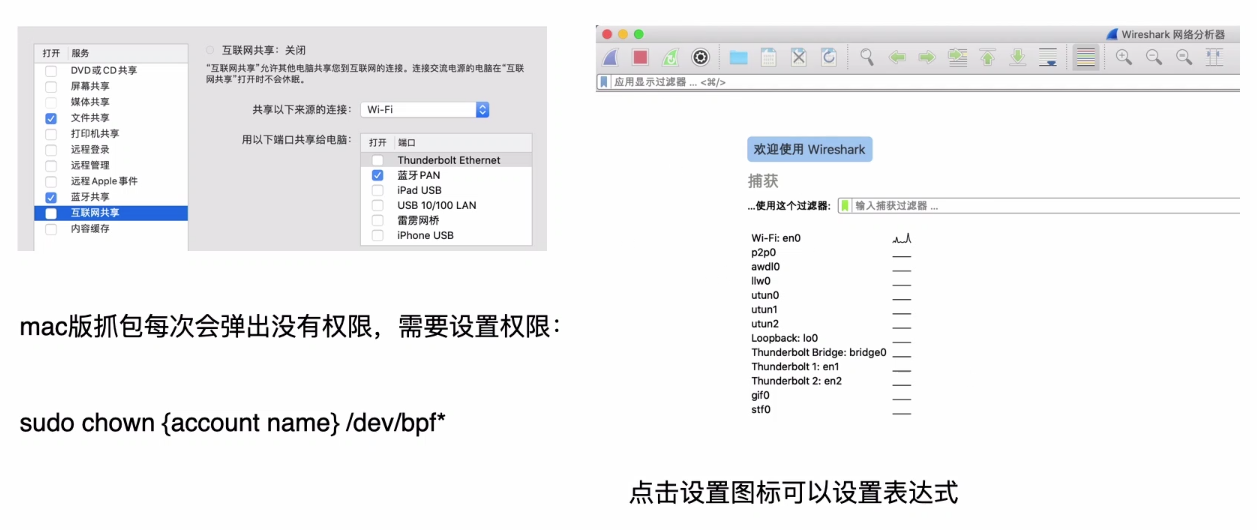 打开 服务
DVD或CD共享
屏幕共享
媒体共享
文件共享
打印机共享
远程登录
远程管理
远程Apple事件
蓝牙共享
互联网共享
内容缓存
互联网共享：关闭
“互联网共享”允许其他电脑共享您到互联网的连接。连接交流电源的电脑在“互联
网共享”打开时不会休眠。
共享以下来源的连接： Wi-Fi
用以下端口共享给电脑：
打开 端口
Thunderbolt Ethernet
蓝牙 PAN
iPad USB
USB 10/100 LAN
雷雳网桥
iPhone USB
mac版抓包每次会弹出没有权限，需要设置权限：
sudo chown {account name} /dev/bpf*
Wireshark 网络分析器
应用显示过滤器 … <⌘/>
欢迎使用 Wireshark
捕获
…使用这个过滤器： 输入捕获过滤器 …
Wi-Fi: en0
p2p0
awdl0
llw0
utun0
utun1
utun2
Loopback: lo0
Thunderbolt Bridge: bridge0
Thunderbolt 1: en1
Thunderbolt 2: en2
gif0
stf0
点击设置图标可以设置表达式